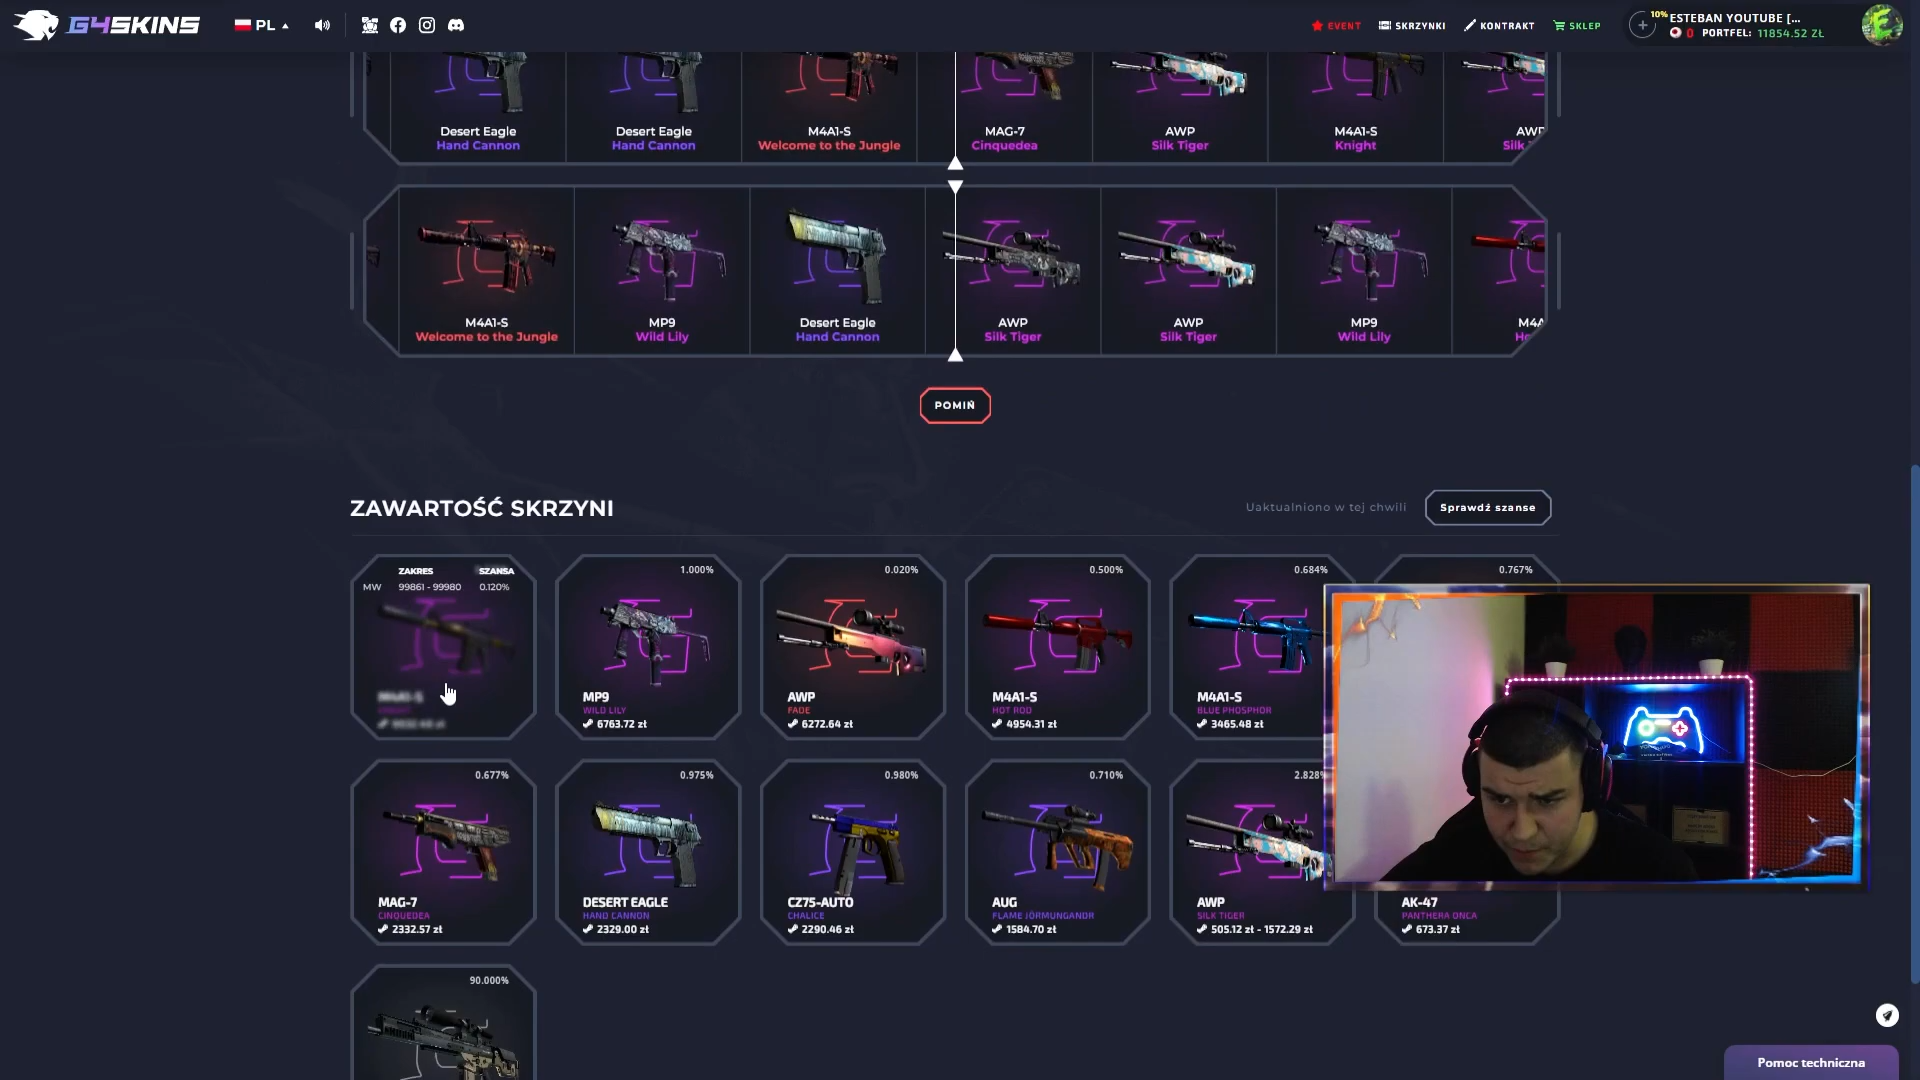 G4SKINS
PL
EVENT
SKRZYNKI
KONTRAKT
SKLEP
10%
ESTEBAN YOUTUBE [...
0 PORTFEL: 11854.52 ZŁ
Desert Eagle
Hand Cannon
Desert Eagle
Hand Cannon
M4A1-S
Welcome to the Jungle
MAG-7
Cinquedea
AWP
Silk Tiger
M4A1-S
Knight
AWP
Silk
M4A1-S
Welcome to the Jungle
MP9
Wild Lily
Desert Eagle
Hand Cannon
AWP
Silk Tiger
AWP
Silk Tiger
MP9
Wild Lily
M4A
Ho
POMIŃ
ZAWARTOŚĆ SKRZYNI
Uaktualniono w tej chwili
Sprawdź szanse
ZAKRES SZANSA
MW 99861 - 99980 0.120%
M4A1-S
1.000%
MP9
WILD LILY
6763.72 zł
0.020%
AWP
FADE
6272.64 zł
0.500%
M4A1-S
HOT ROD
4954.31 zł
0.684%
M4A1-S
BLUE PHOSPHOR
3465.48 zł
0.767%
0.677%
MAG-7
CINQUEDEA
2332.57 zł
0.975%
DESERT EAGLE
HAND CANNON
2329.00 zł
0.980%
CZ75-AUTO
CHALICE
2290.46 zł
0.710%
AUG
FLAME JÖRMUNGANDR
1584.70 zł
2.828%
AWP
SILK TIGER
505.12 zł - 1572.29 zł
AK-47
PANTHERA ONCA
673.37 zł
90.000%
Pomoc techniczna